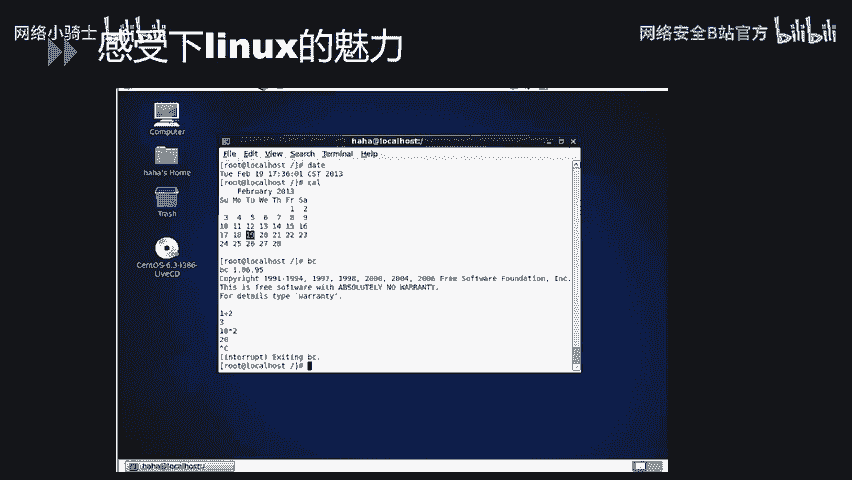 网络小骑士 bilibili
网络安全B站官方 bilibili
感受下linux的魅力
Computer
haha's Home
Trash
CentOS-6.3-i386-
LiveCD
haha@localhost:/
File Edit View Search Terminal Help
[root@localhost /]# date
Tue Feb 19 17:36:01 CST 2013
[root@localhost /]# cal
February 2013
Su Mo Tu We Th Fr Sa
1 2
3 4 5 6 7 8 9
10 11 12 13 14 15 16
17 18 19 20 21 22 23
24 25 26 27 28
[root@localhost /]# bc
bc 1.06.95
Copyright 1991-1994, 1997, 1998, 2000, 2004, 2006 Free Software Foundation, Inc.
This is free software with ABSOLUTELY NO WARRANTY.
For details type `warranty'.
1+2
3
10*2
20
^C
(interrupt) Exiting bc.
[root@localhost /]#
haha@localhost:/